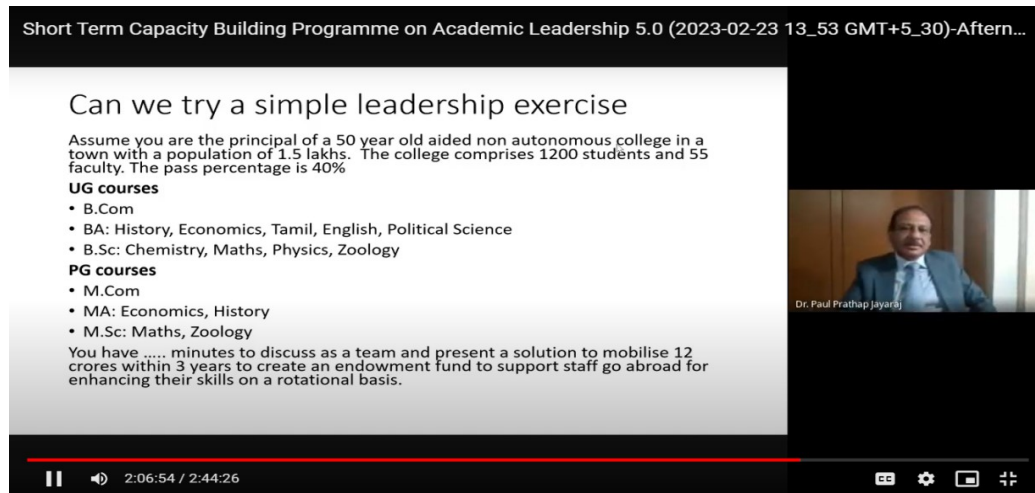 Short Term Capacity Building Programme on Academic Leadership 5.0 (2023-02-23 13_53 GMT+5_30)-Aftern...
Can we try a simple leadership exercise
Assume you are the principal of a 50 year old aided non autonomous college in a
town with a population of 1.5 lakhs. The college comprises 1200 students and 55
faculty. The pass percentage is 40%
UG courses
• B.Com
• BA: History, Economics, Tamil, English, Political Science
• B.Sc: Chemistry, Maths, Physics, Zoology
PG courses
• M.Com
• MA: Economics, History
• M.Sc: Maths, Zoology
You have ..... minutes to discuss as a team and present a solution to mobilise 12
crores within 3 years to create an endowment fund to support staff go abroad for
enhancing their skills on a rotational basis.
Dr. Paul Prathap Jayaraj
2:06:54 / 2:44:26
CC